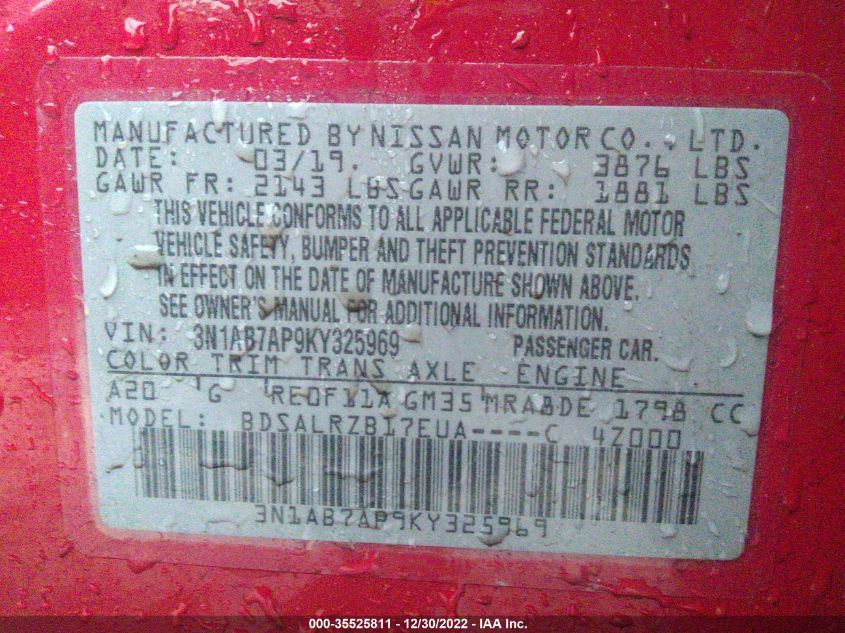 MANUFACTURED BY NISSAN MOTOR CO., LTD.
DATE: 03/19. GVWR: 3876 LBS
GAWR FR: 2143 LBS GAWR RR: 1881 LBS
THIS VEHICLE CONFORMS TO ALL APPLICABLE FEDERAL MOTOR
VEHICLE SAFETY, BUMPER AND THEFT PREVENTION STANDARDS
IN EFFECT ON THE DATE OF MANUFACTURE SHOWN ABOVE.
SEE OWNER'S MANUAL FOR ADDITIONAL INFORMATION.
VIN: 3N1AB7AP9KY325969 PASSENGER CAR.
COLOR TRIM TRANS AXLE ENGINE
A20 G RE0F11A GM35 MRA8DE 1798 CC
MODEL: BDSALRZB17EUA----C 4Z000
3N1AB7AP9KY325969
000-35525811 - 12/30/2022 - IAA Inc.